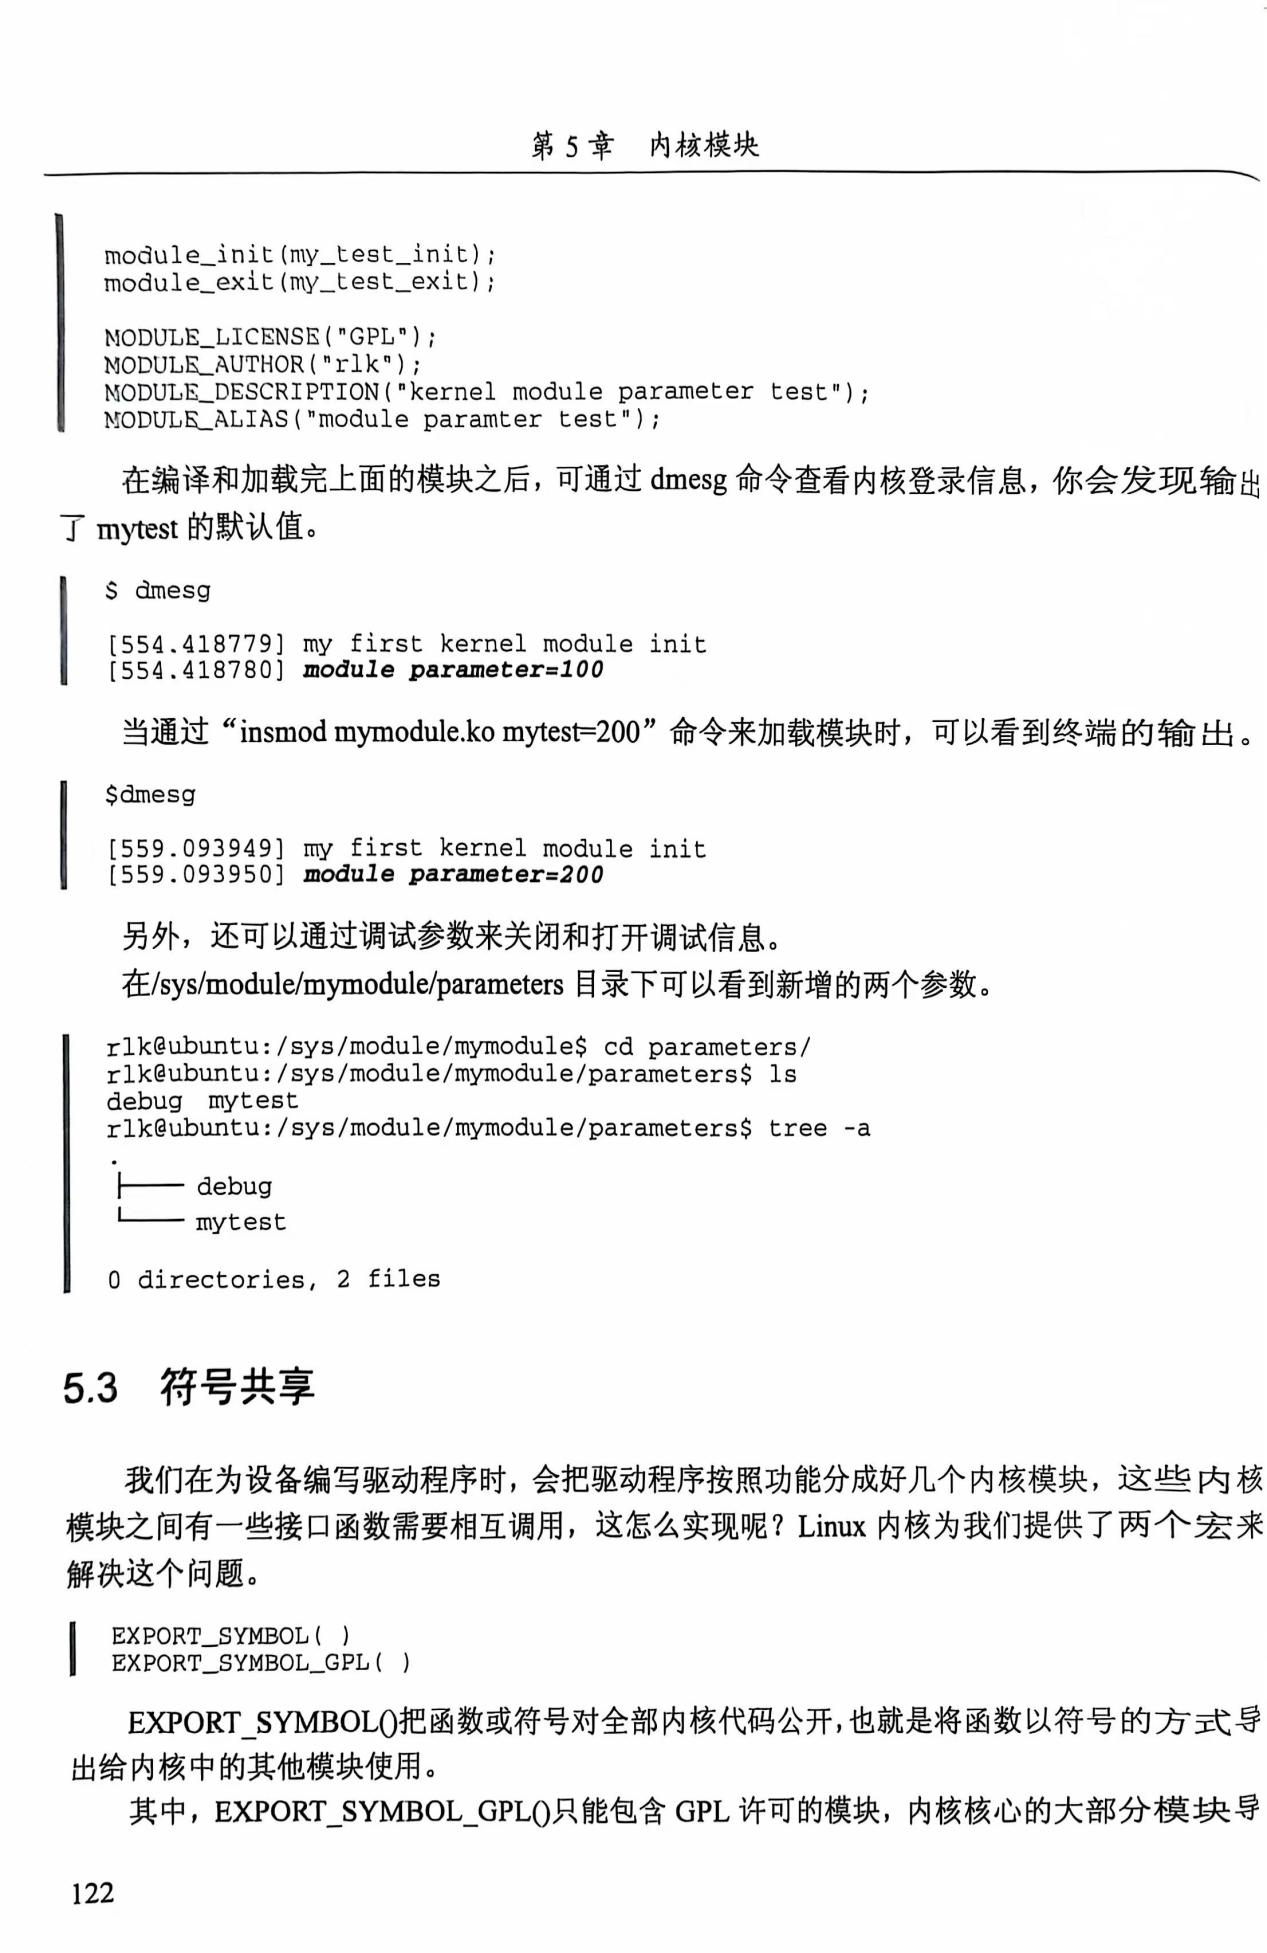 第 5 章 内核模块
module_init(my_test_init);
module_exit(my_test_exit);
MODULE_LICENSE("GPL");
MODULE_AUTHOR("rlk");
MODULE_DESCRIPTION("kernel module parameter test");
MODULE_ALIAS("module paramter test");
在编译和加载完上面的模块之后，可通过 dmesg 命令查看内核登录信息，你会发现输出
了 mytest 的默认值。
$ dmesg
[554.418779] my first kernel module init
[554.418780] module parameter=100
当通过“insmod mymodule.ko mytest=200”命令来加载模块时，可以看到终端的输出。
$dmesg
[559.093949] my first kernel module init
[559.093950] module parameter=200
另外，还可以通过调试参数来关闭和打开调试信息。
在/sys/module/mymodule/parameters 目录下可以看到新增的两个参数。
rlk@ubuntu:/sys/module/mymodule$ cd parameters/
rlk@ubuntu:/sys/module/mymodule/parameters$ ls
debug mytest
rlk@ubuntu:/sys/module/mymodule/parameters$ tree -a
.
├── debug
└── mytest
0 directories, 2 files
5.3 符号共享
我们在为设备编写驱动程序时，会把驱动程序按照功能分成好几个内核模块，这些内核
模块之间有一些接口函数需要相互调用，这怎么实现呢？Linux 内核为我们提供了两个宏来
解决这个问题。
EXPORT_SYMBOL( )
EXPORT_SYMBOL_GPL( )
EXPORT_SYMBOL()把函数或符号对全部内核代码公开，也就是将函数以符号的方式导
出给内核中的其他模块使用。
其中，EXPORT_SYMBOL_GPL()只能包含 GPL 许可的模块，内核核心的大部分模块导
122